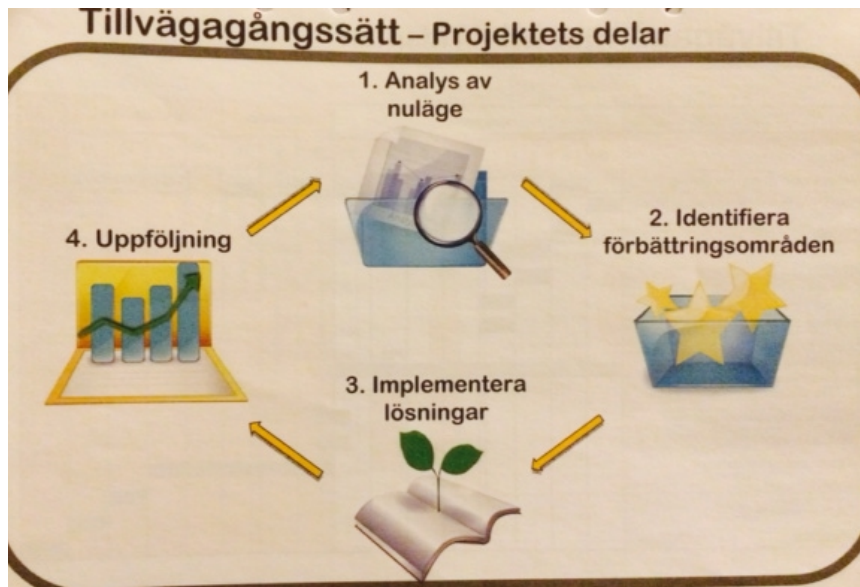 Tillvägagångssätt – Projektets delar
1. Analys av
nuläge
2. Identifiera
förbättringsområden
3. Implementera
lösningar
4. Uppföljning